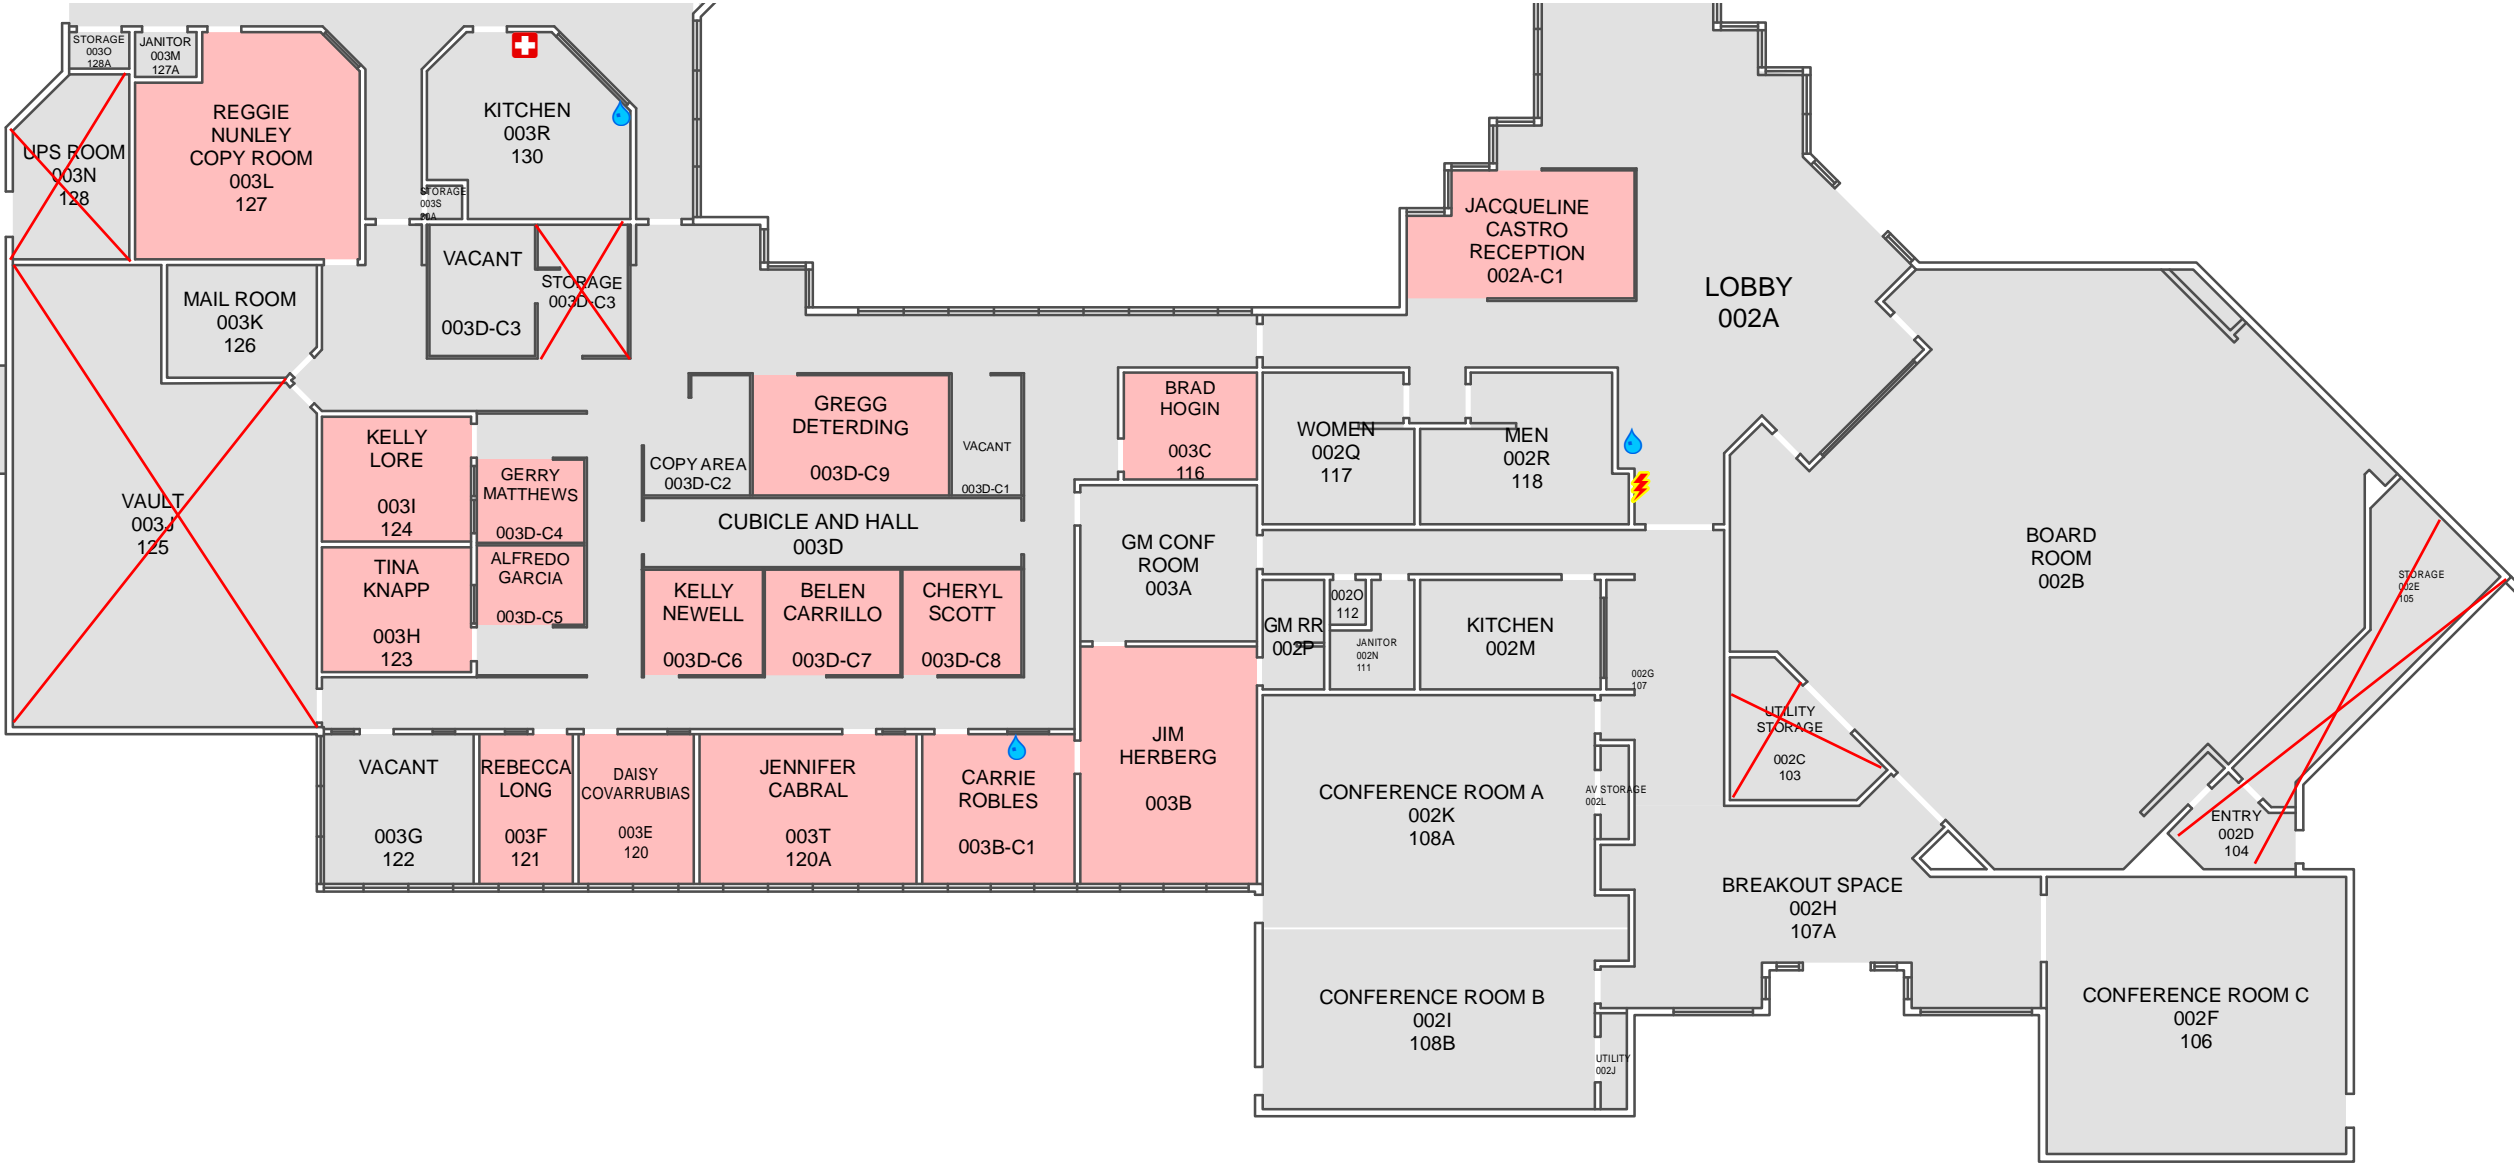 STORAGE
003O
128A
JANITOR
003M
127A
REGGIE
NUNLEY
COPY ROOM
003L
127
KITCHEN
003R
130
UPS ROOM
003N
128
STORAGE
003S
VACANT
003D-C3
STORAGE
003D-C3
MAIL ROOM
003K
126
JACQUELINE
CASTRO
RECEPTION
002A-C1
LOBBY
002A
VAULT
003J
125
KELLY
LORE
003I
124
GERRY
MATTHEWS
003D-C4
TINA
KNAPP
003H
123
ALFREDO
GARCIA
003D-C5
COPY AREA
003D-C2
GREGG
DETERDING
003D-C9
VACANT
003D-C1
BRAD
HOGIN
003C
116
WOMEN
002Q
117
MEN
002R
118
CUBICLE AND HALL
003D
KELLY
NEWELL
003D-C6
BELEN
CARRILLO
003D-C7
CHERYL
SCOTT
003D-C8
GM CONF
ROOM
003A
GM RR
002P
002O
112
JANITOR
002N
111
KITCHEN
002M
002G
107
BOARD
ROOM
002B
STORAGE
002E
105
UTILITY
STORAGE
002C
103
ENTRY
002D
104
VACANT
003G
122
REBECCA
LONG
003F
121
DAISY
COVARRUBIAS
003E
120
JENNIFER
CABRAL
003T
120A
CARRIE
ROBLES
003B-C1
JIM
HERBERG
003B
CONFERENCE ROOM A
002K
108A
AV STORAGE
002L
BREAKOUT SPACE
002H
107A
CONFERENCE ROOM B
002I
108B
UTILITY
002J
CONFERENCE ROOM C
002F
106